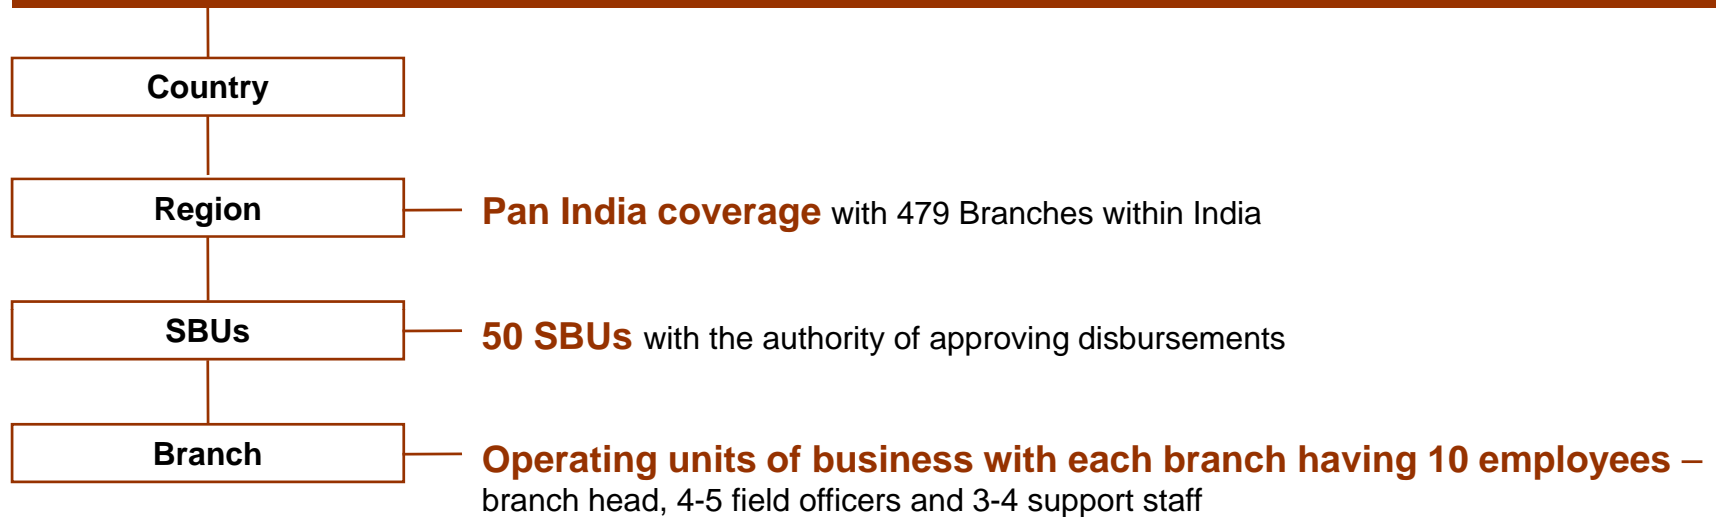 Country
Region
Pan India coverage with 479 Branches within India
SBUs
50 SBUs with the authority of approving disbursements
Branch
Operating units of business with each branch having 10 employees –
branch head, 4-5 field officers and 3-4 support staff